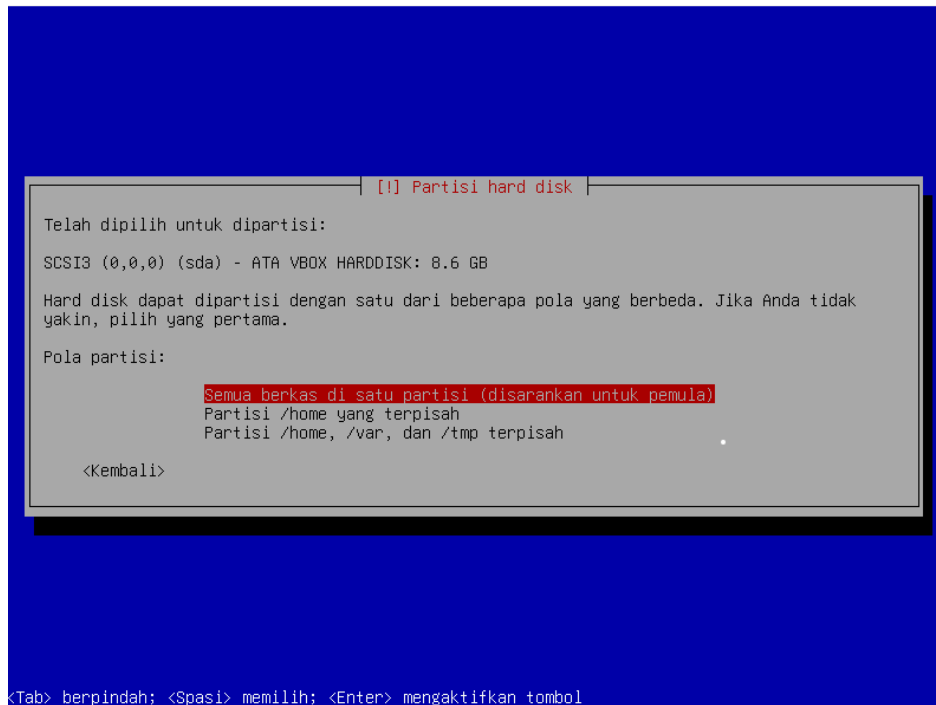 [!] Partisi hard disk
Telah dipilih untuk dipartisi:
SCSI3 (0,0,0) (sda) - ATA VBOX HARDDISK: 8.6 GB
Hard disk dapat dipartisi dengan satu dari beberapa pola yang berbeda. Jika Anda tidak
yakin, pilih yang pertama.
Pola partisi:
Semua berkas di satu partisi (disarankan untuk pemula)
Partisi /home yang terpisah
Partisi /home, /var, dan /tmp terpisah
<Kembali>
<Tab> berpindah; <Spasi> memilih; <Enter> mengaktifkan tombol